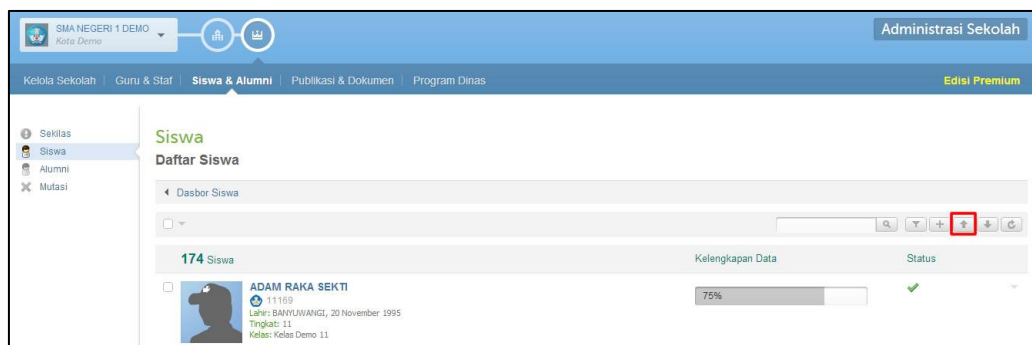 SMA NEGERI 1 DEMO
Kota Demo
Administrasi Sekolah
Kelola Sekolah | Guru & Staf | Siswa & Alumni | Publikasi & Dokumen | Program Dinas
Edisi Premium
Sekilas
Siswa
Alumni
Mutasi
Siswa
Daftar Siswa
Dasbor Siswa
174 Siswa Kelengkapan Data Status
ADAM RAKA SEKTI
11169
Lahir: BANYUWANGI, 20 November 1995
Tingkat: 11
Kelas: Kelas Demo 11
75%